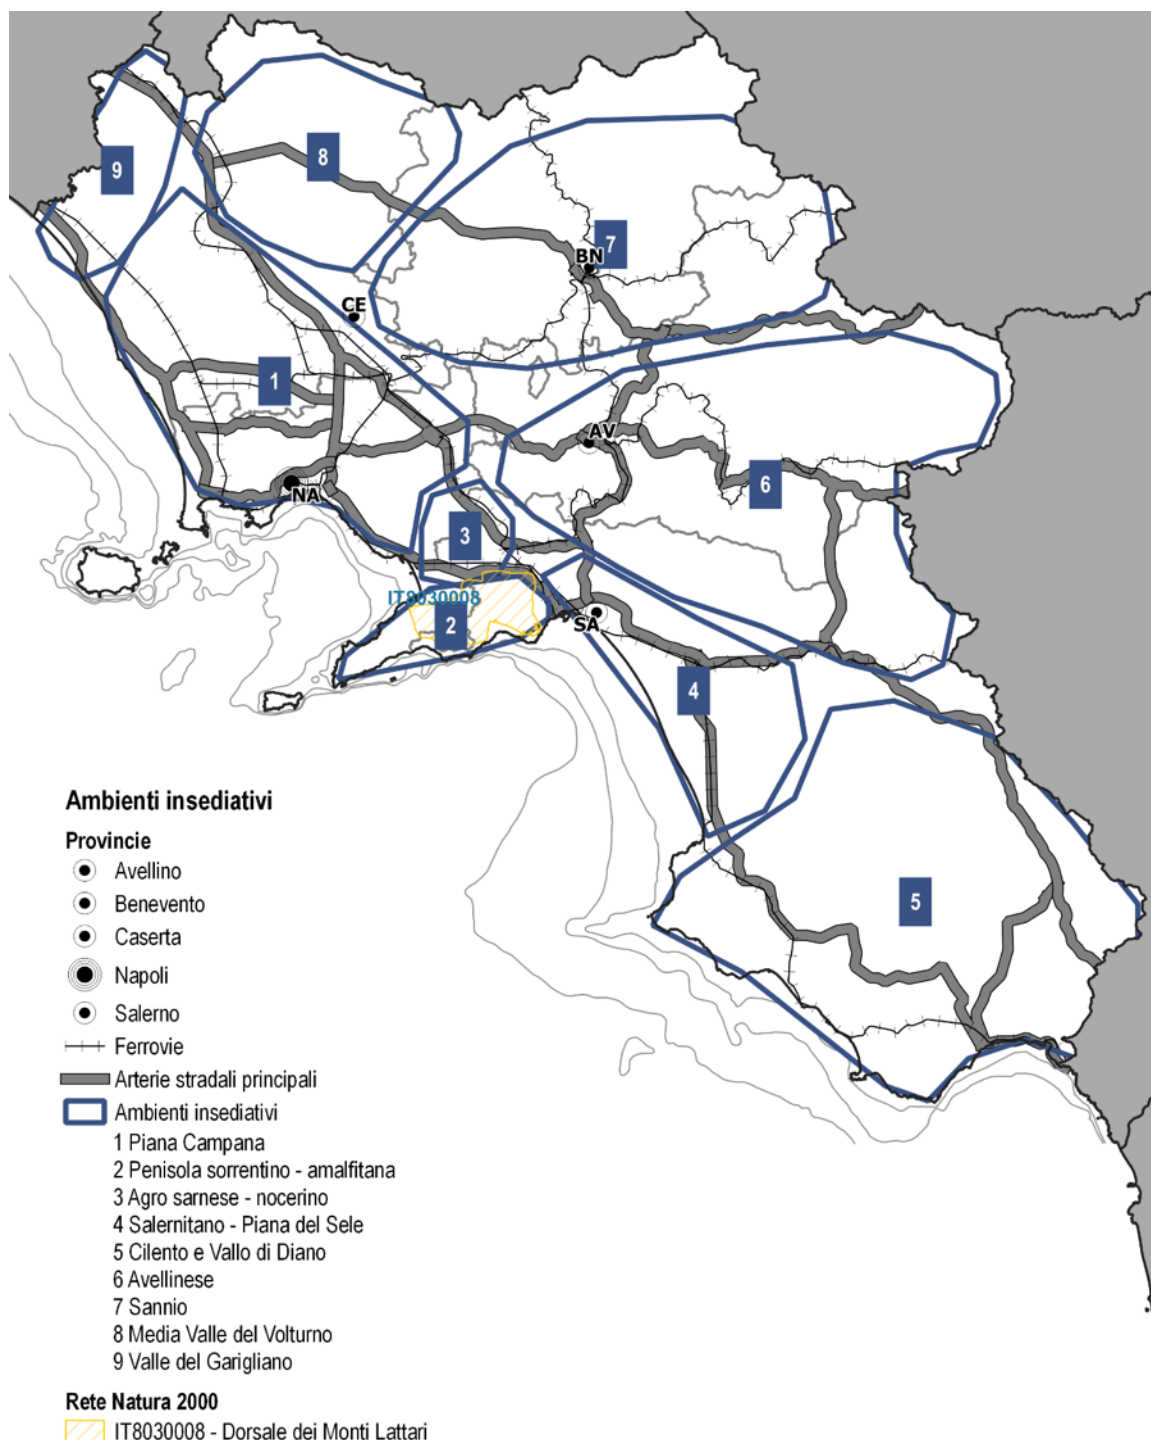 9
8
7
BN
CE
1
AV
6
NA
3
IT8030008
2
SA
4
5
Ambienti insediativi
Provincie
Avellino
Benevento
Caserta
Napoli
Salerno
Ferrovie
Arterie stradali principali
Ambienti insediativi
1 Piana Campana
2 Penisola sorrentino - amalfitana
3 Agro sarnese - nocerino
4 Salernitano - Piana del Sele
5 Cilento e Vallo di Diano
6 Avellinese
7 Sannio
8 Media Valle del Volturno
9 Valle del Garigliano
Rete Natura 2000
IT8030008 - Dorsale dei Monti Lattari